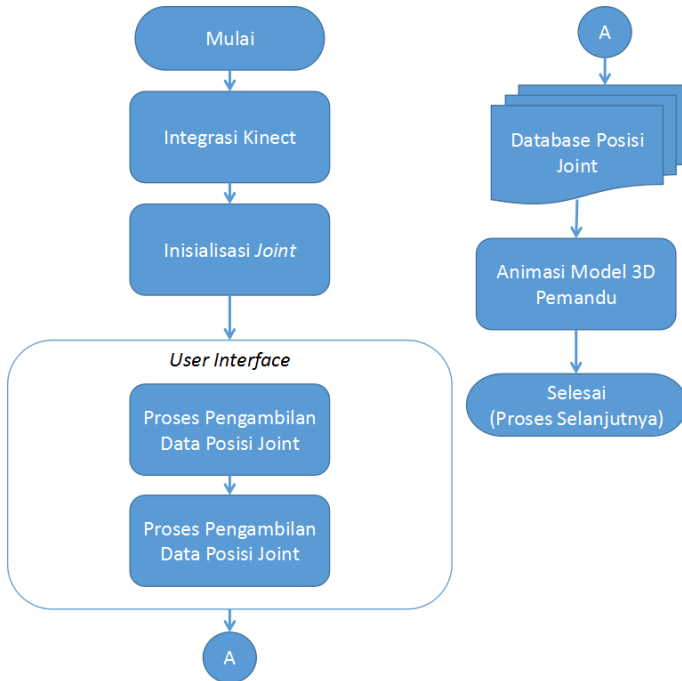 Mulai
Integrasi Kinect
Inisialisasi Joint
User Interface
Proses Pengambilan
Data Posisi Joint
Proses Pengambilan
Data Posisi Joint
A
A
Database Posisi
Joint
Animasi Model 3D
Pemandu
Selesai
(Proses Selanjutnya)